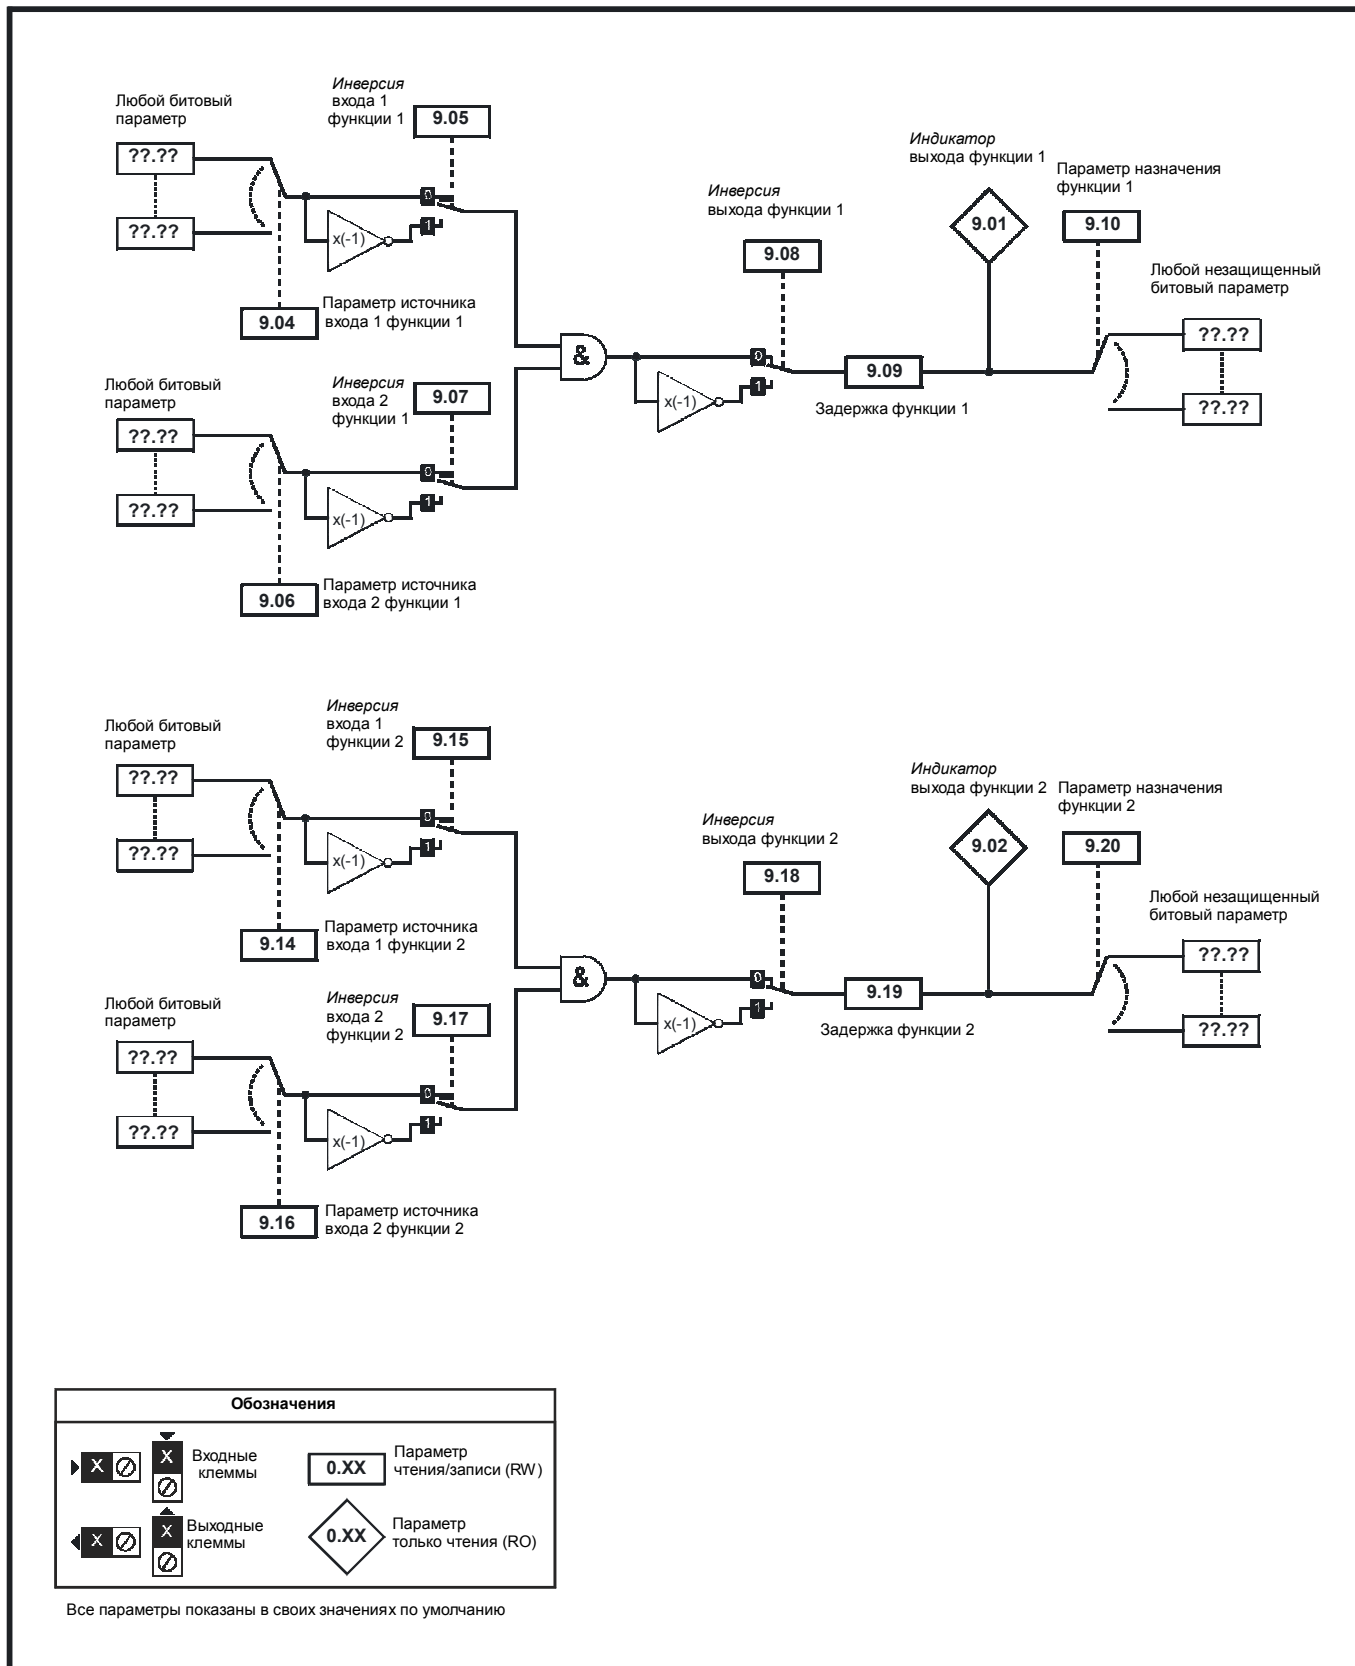 Любой битовый
параметр
??.??
??.??
Инверсия
входа 1
функции 1
9.05
0
1
x(-1)
9.04
Параметр источника
входа 1 функции 1
Любой битовый
параметр
??.??
??.??
Инверсия
входа 2
функции 1
9.07
0
1
x(-1)
9.06
Параметр источника
входа 2 функции 1
&
Инверсия
выхода функции 1
9.08
0
1
x(-1)
9.09
Задержка функции 1
Индикатор
выхода функции 1
9.01
Параметр назначения
функции 1
9.10
Любой незащищенный
битовый параметр
??.??
??.??
Любой битовый
параметр
??.??
??.??
Инверсия
входа 1
функции 2
9.15
0
1
x(-1)
9.14
Параметр источника
входа 1 функции 2
Любой битовый
параметр
??.??
??.??
Инверсия
входа 2
функции 2
9.17
0
1
x(-1)
9.16
Параметр источника
входа 2 функции 2
&
Инверсия
выхода функции 2
9.18
0
1
x(-1)
9.19
Задержка функции 2
Индикатор
выхода функции 2
9.02
Параметр назначения
функции 2
9.20
Любой незащищенный
битовый параметр
??.??
??.??
Обозначения
X
X
Входные
клеммы
0.XX
Параметр
чтения/записи (RW)
X
X
Выходные
клеммы
0.XX
Параметр
только чтения (RO)
Все параметры показаны в своих значениях по умолчанию